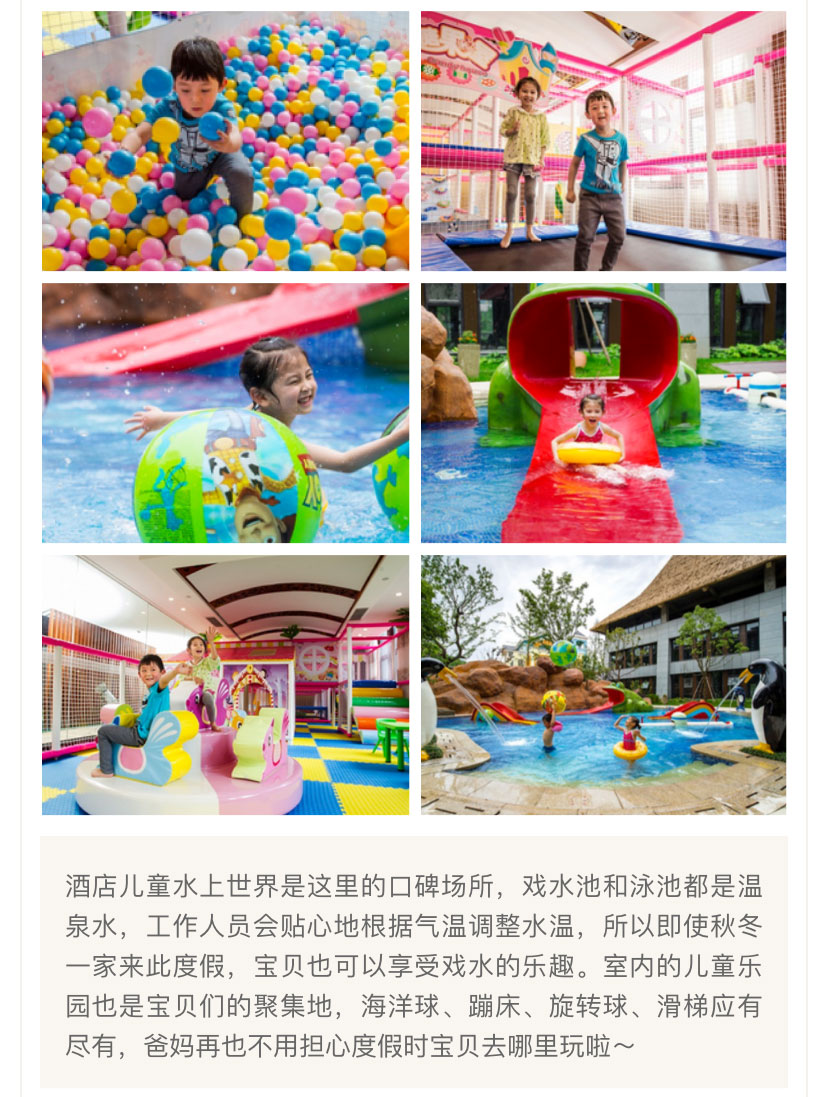 酒店儿童水上世界是这里的口碑场所，戏水池和泳池都是温
泉水，工作人员会贴心地根据气温调整水温，所以即使秋冬
一家来此度假，宝贝也可以享受戏水的乐趣。室内的儿童乐
园也是宝贝们的聚集地，海洋球、蹦床、旋转球、滑梯应有
尽有，爸妈再也不用担心度假时宝贝去哪里玩啦～